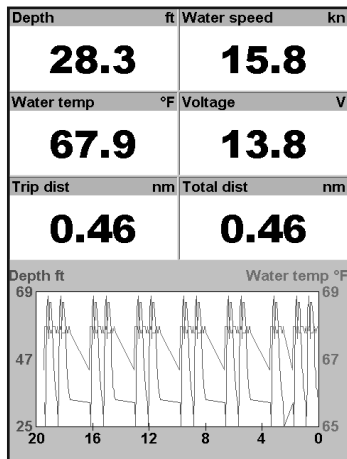 Depth ft Water speed kn
28.3 15.8
Water temp °F Voltage V
67.9 13.8
Trip dist nm Total dist nm
0.46 0.46
Depth ft Water temp °F
69 69
47 67
25 65
20 16 12 8 4 0